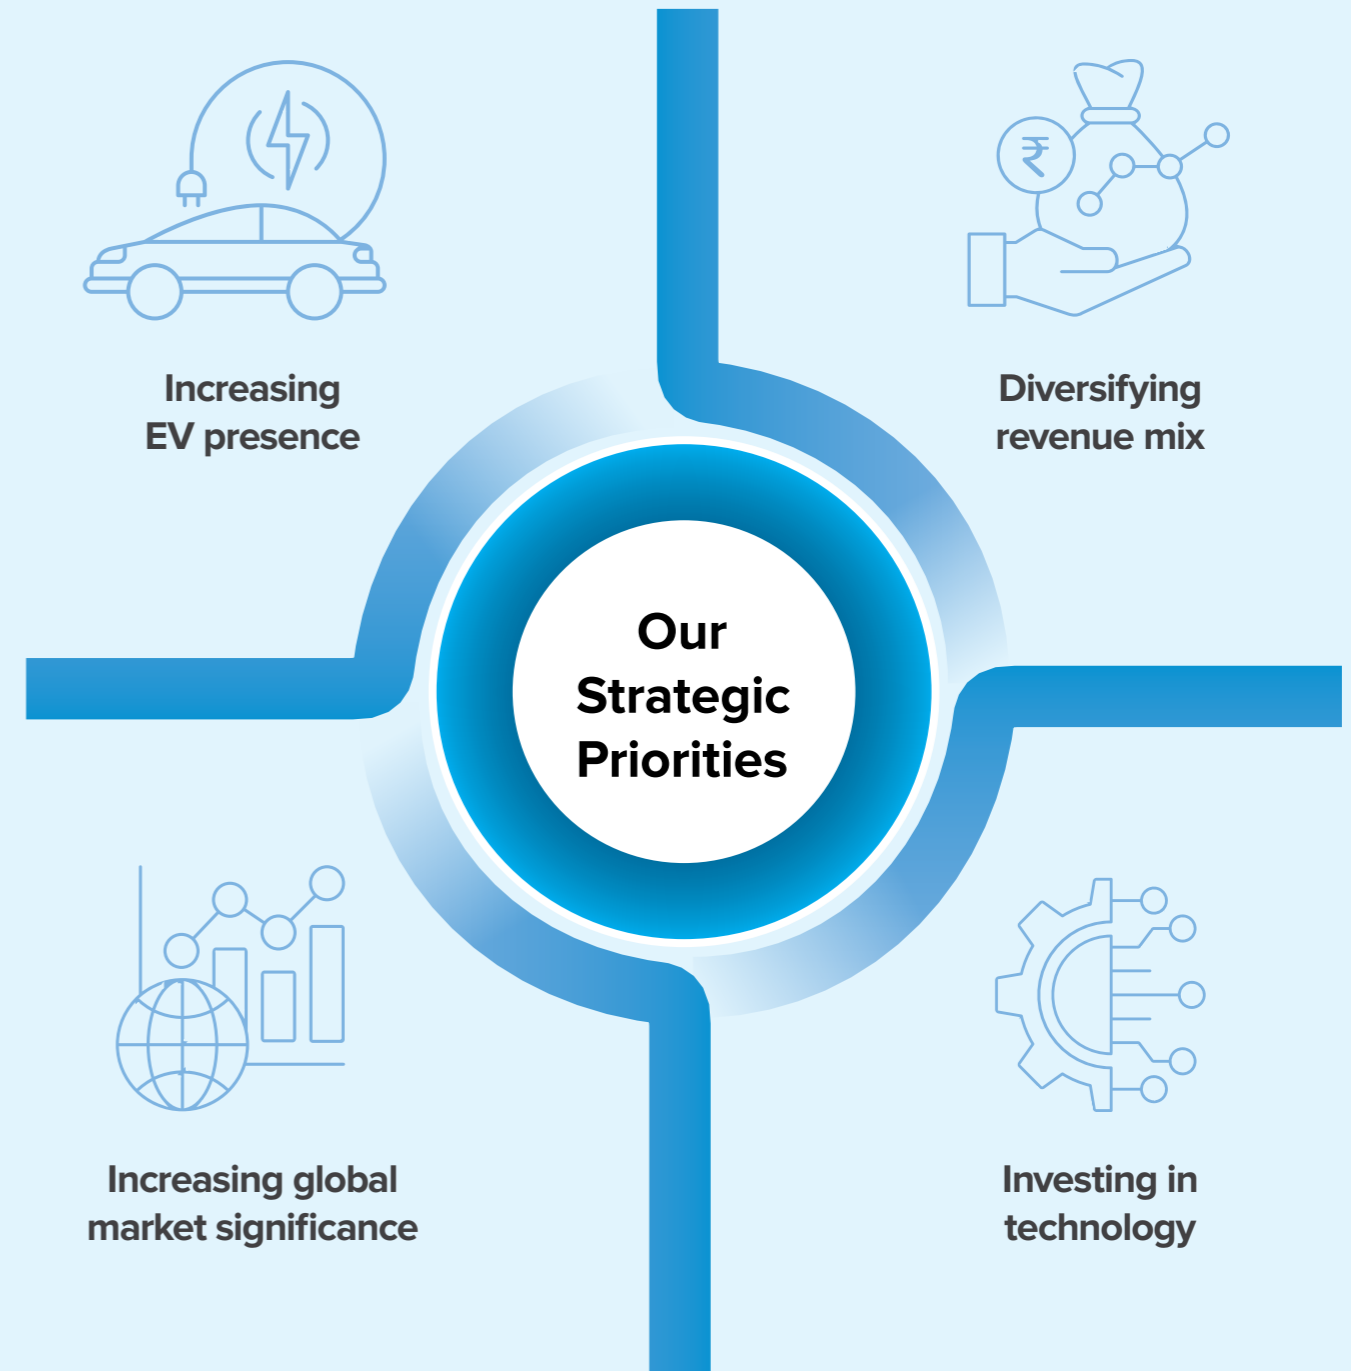 Increasing
EV presence
₹
Diversifying
revenue mix
Our
Strategic
Priorities
Increasing global
market significance
Investing in
technology